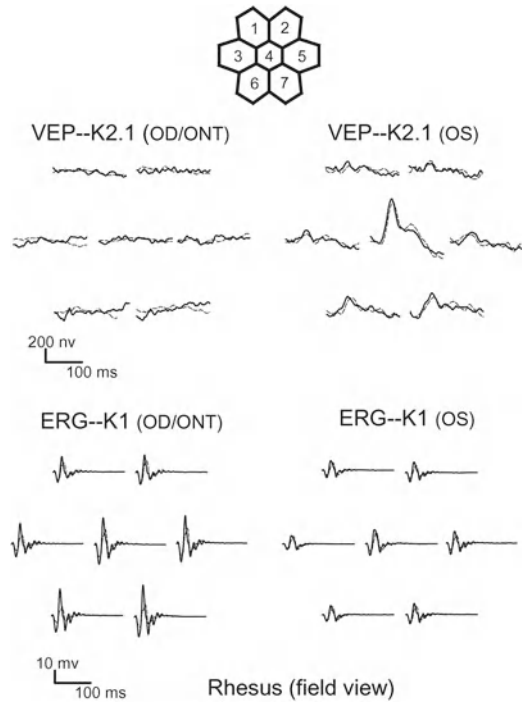 1 2
3 4 5
6 7
VEP--K2.1 (OD/ONT) VEP--K2.1 (OS)
200 nv
100 ms
ERG--K1 (OD/ONT) ERG--K1 (OS)
10 mv
100 ms
Rhesus (field view)